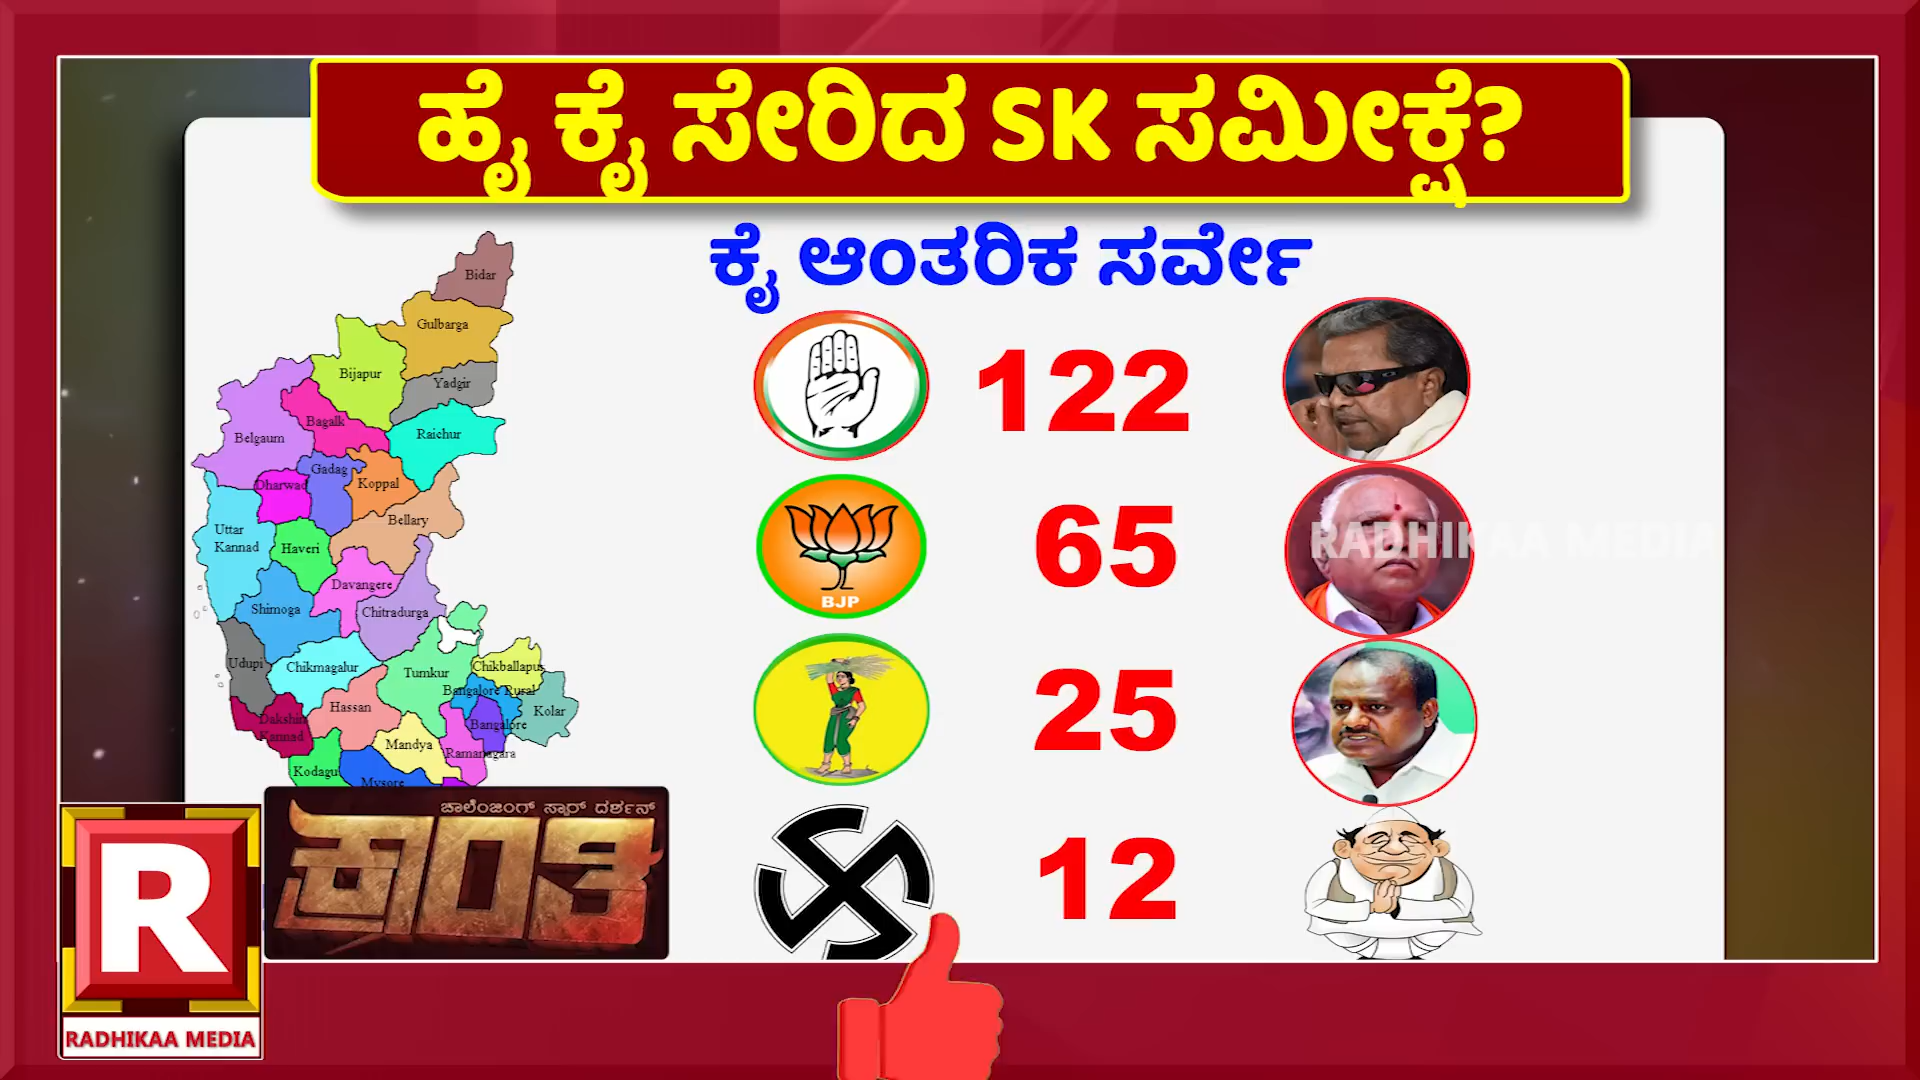 ಹೈ ಕೈ ಸೇರಿದ SK ಸಮೀಕ್ಷೆ?
ಕೈ ಆಂತರಿಕ ಸರ್ವೇ
122
65
BJP
RADHIKAA MEDIA
25
12
Bidar
Gulbarga
Bijapur
Yadgir
Bagalk
Raichur
Belgaum
Gadag
Dharwad
Koppal
Bellary
Uttar
Kannad
Haveri
Davangere
Shimoga
Chitradurga
Udupi
Chikmagalur
Tumkur
Chikballapur
Bangalore Rural
Hassan
Kolar
Dakshin
Kannad
Bangalore
Mandya
Ramanagara
Kodagu
Mysore
ಚಾಲೆಂಜಿಂಗ್ ಸ್ಟಾರ್ ದರ್ಶನ್
ಕ್ರಾಂತಿ
R
RADHIKAA MEDIA